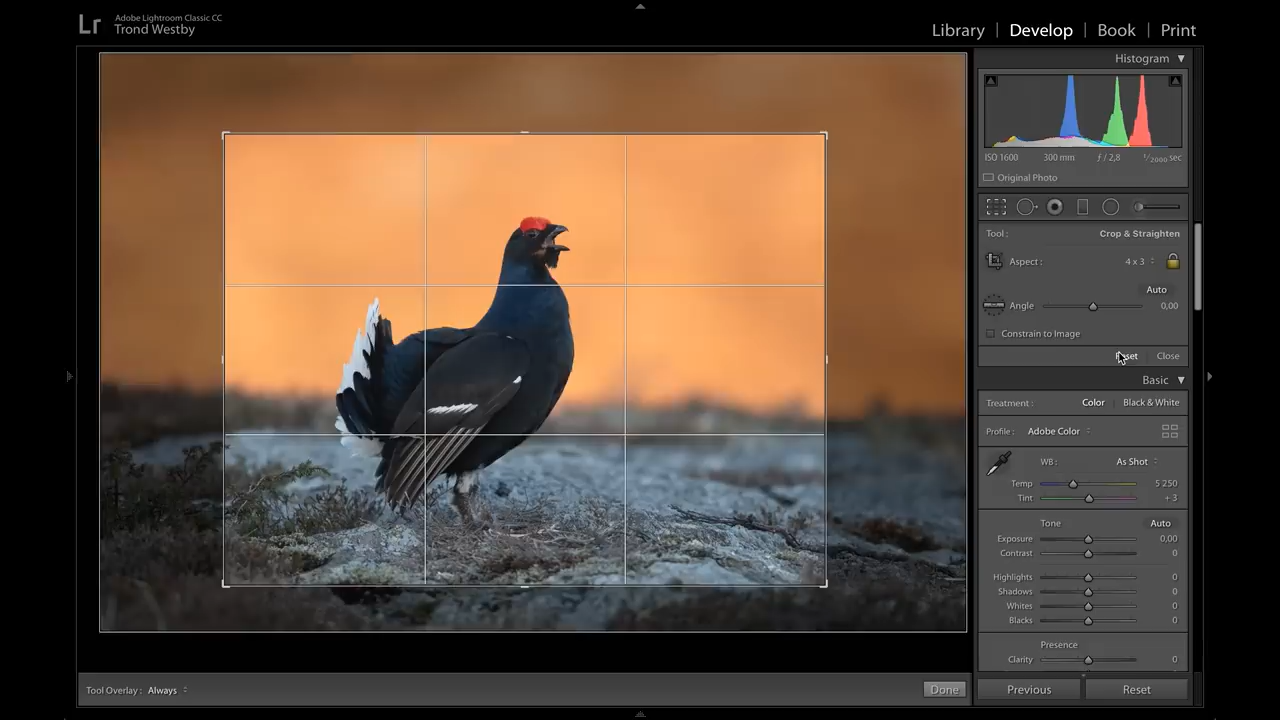 Lr
Adobe Lightroom Classic CC
Trond Westby
Library | Develop | Book | Print
Histogram
ISO 1600 300 mm ƒ / 2,8 1/2000 sec
Original Photo
Tool : Crop & Straighten
Aspect : 4 x 3
Auto
Angle 0,00
Constrain to Image
Close
Basic
Treatment : Color Black & White
Profile : Adobe Color
WB : As Shot
Temp 5 250
Tint + 3
Tone Auto
Exposure 0,00
Contrast 0
Highlights 0
Shadows 0
Whites 0
Blacks 0
Presence
Clarity 0
Tool Overlay : Always Done
Previous Reset